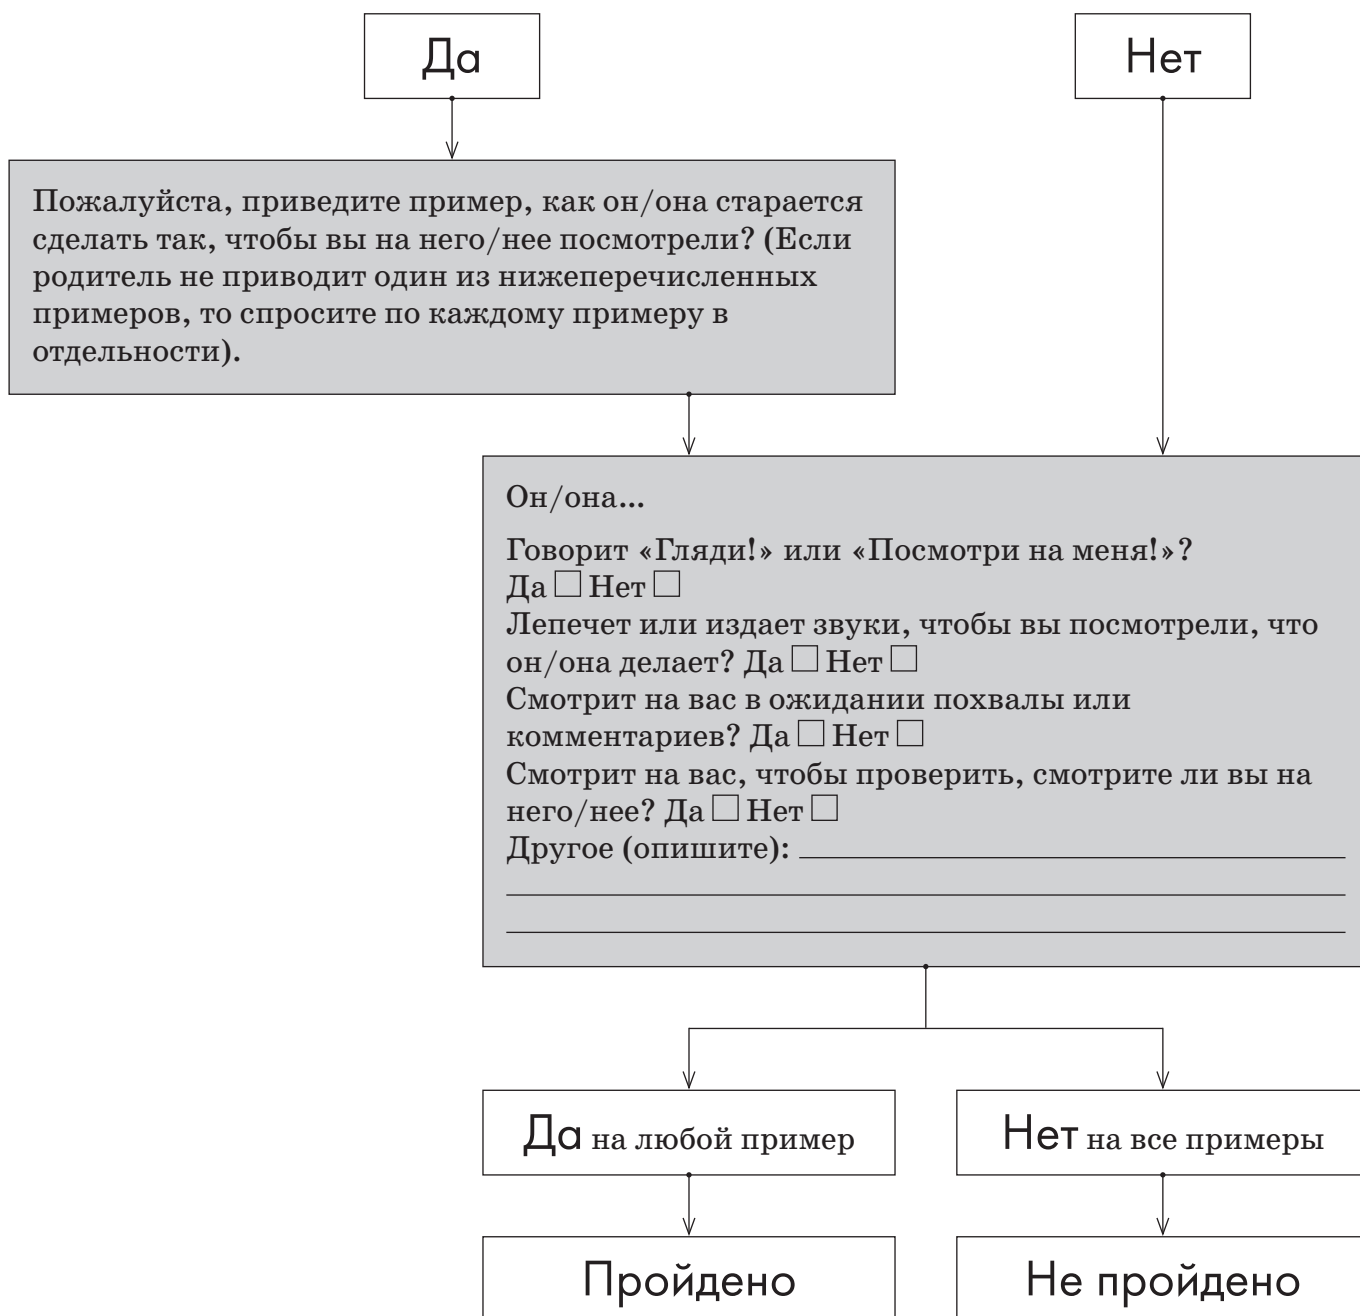 Да
Нет
Пожалуйста, приведите пример, как он/она старается
сделать так, чтобы вы на него/нее посмотрели? (Если
родитель не приводит один из нижеперечисленных
примеров, то спросите по каждому примеру в
отдельности).
Он/она...
Говорит «Гляди!» или «Посмотри на меня!»?
Да □ Нет □
Лепечет или издает звуки, чтобы вы посмотрели, что
он/она делает? Да □ Нет □
Смотрит на вас в ожидании похвалы или
комментариев? Да □ Нет □
Смотрит на вас, чтобы проверить, смотрите ли вы на
него/нее? Да □ Нет □
Другое (опишите):
Да на любой пример
Нет на все примеры
Пройдено
Не пройдено